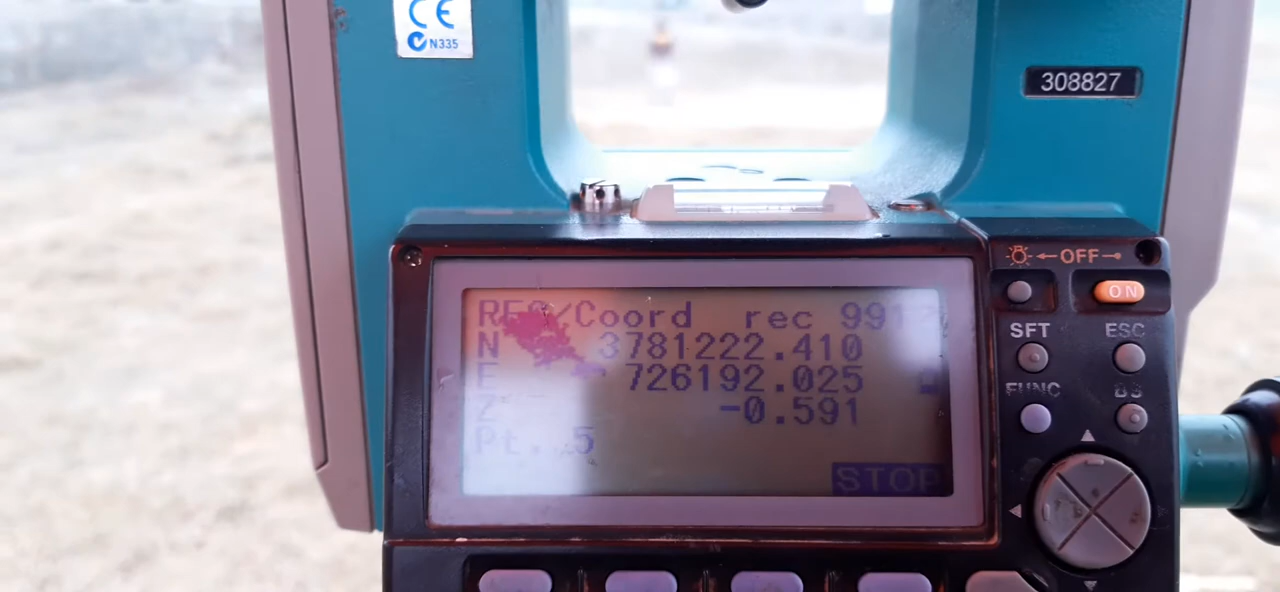 CE
N335
308827
←OFF→
ON
SFT
ESC
FUNC
BS
REC/Coord rec 991
N 3781222.410
E 726192.025
Z -0.591
Pt. 5
STOP